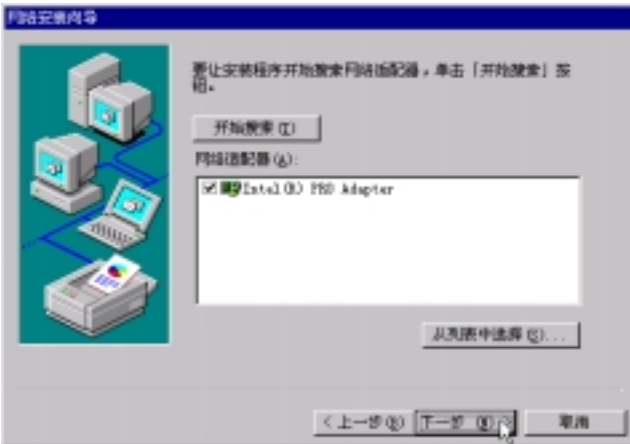 网络安装向导
要让安装程序开始搜索网络适配器，单击「开始搜索」按
钮。
开始搜索(I)
网络适配器(A):
Intel(R) PRO Adapter
从列表中选择(S)...
<上一步(B)
下一步(N)>
取消